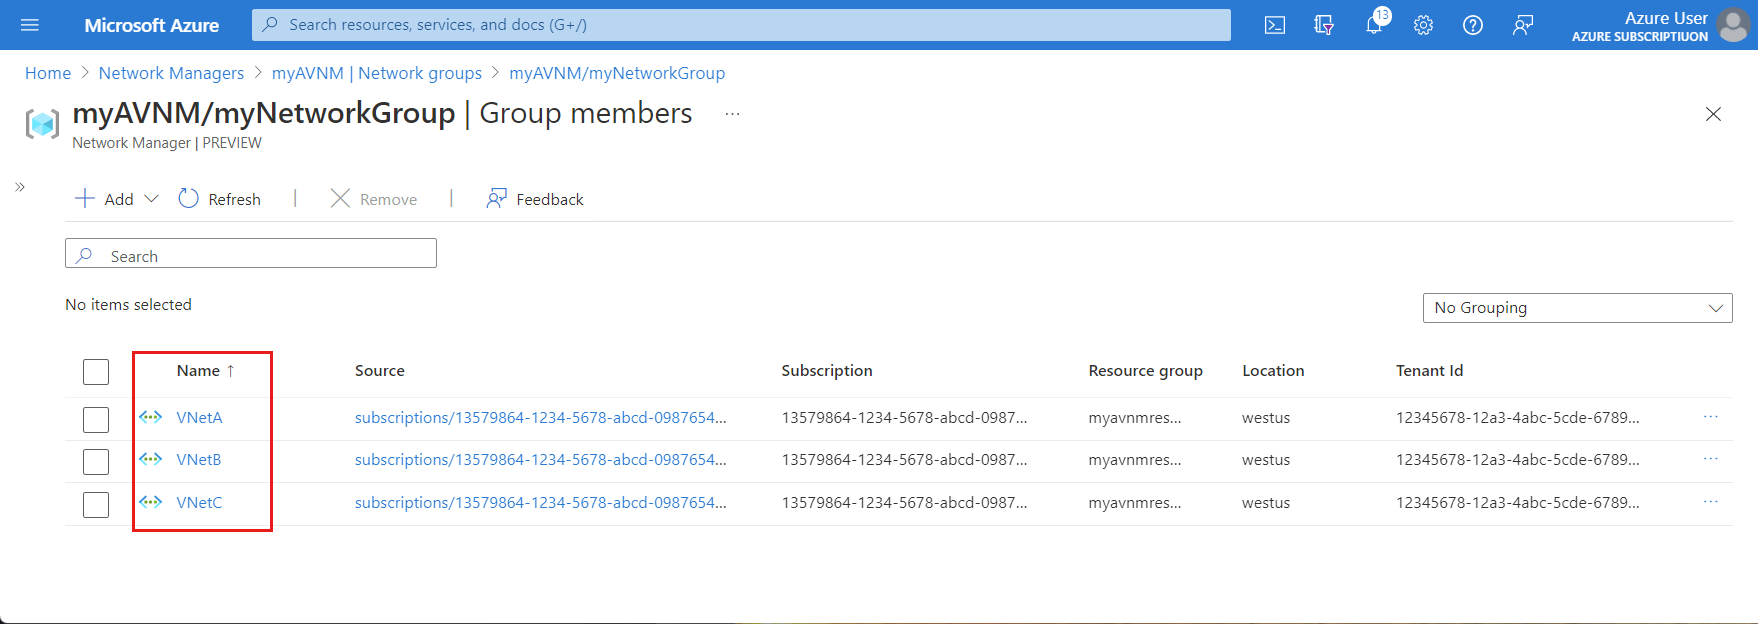 Microsoft Azure Search resources, services, and docs (G+/) 13 Azure User
AZURE SUBSCRIPTIUON
Home > Network Managers > myAVNM | Network groups > myAVNM/myNetworkGroup
myAVNM/myNetworkGroup | Group members ...
Network Manager | PREVIEW
Add Refresh | Remove | Feedback
Search
No items selected No Grouping
Name ↑ Source Subscription Resource group Location Tenant Id
VNetA subscriptions/13579864-1234-5678-abcd-0987654... 13579864-1234-5678-abcd-0987... myavnmres... westus 12345678-12a3-4abc-5cde-6789... ...
VNetB subscriptions/13579864-1234-5678-abcd-0987654... 13579864-1234-5678-abcd-0987... myavnmres... westus 12345678-12a3-4abc-5cde-6789... ...
VNetC subscriptions/13579864-1234-5678-abcd-0987654... 13579864-1234-5678-abcd-0987... myavnmres... westus 12345678-12a3-4abc-5cde-6789... ...